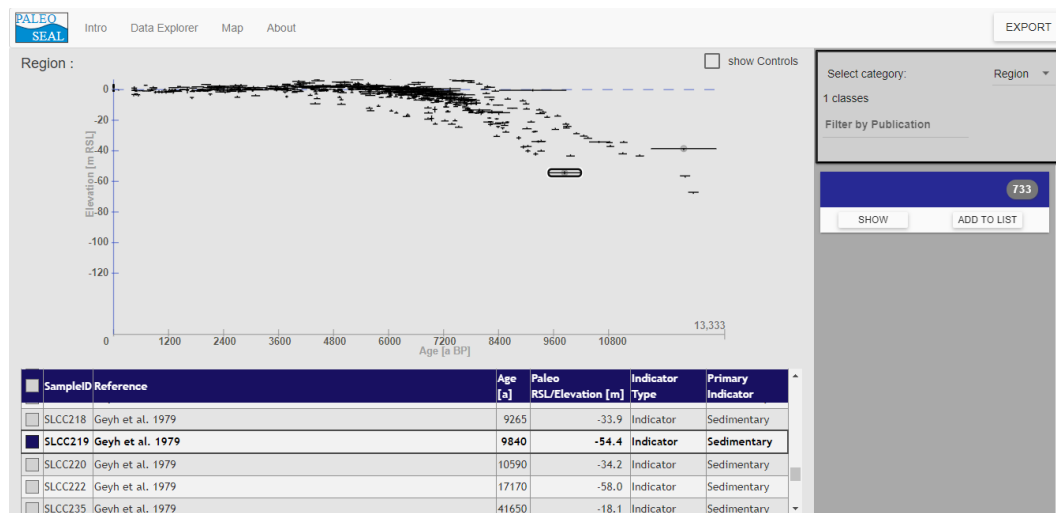 PALEO
SEAL
Intro Data Explorer Map About
EXPORT
Region :
show Controls
Select category: Region
1 classes
Filter by Publication
733
SHOW ADD TO LIST
0
-20
-40
-60
-80
-100
-120
Elevation [m RSL]
13,333
0 1200 2400 3600 4800 6000 7200 8400 9600 10800
Age [a BP]
SampleID Reference Age [a] Paleo RSL/Elevation [m] Indicator Type Primary Indicator
SLCC218 Geyh et al. 1979 9265 -33.9 Indicator Sedimentary
SLCC219 Geyh et al. 1979 9840 -54.4 Indicator Sedimentary
SLCC220 Geyh et al. 1979 10590 -34.2 Indicator Sedimentary
SLCC222 Geyh et al. 1979 17170 -58.0 Indicator Sedimentary
SLCC235 Geyh et al. 1979 41650 -18.1 Indicator Sedimentary